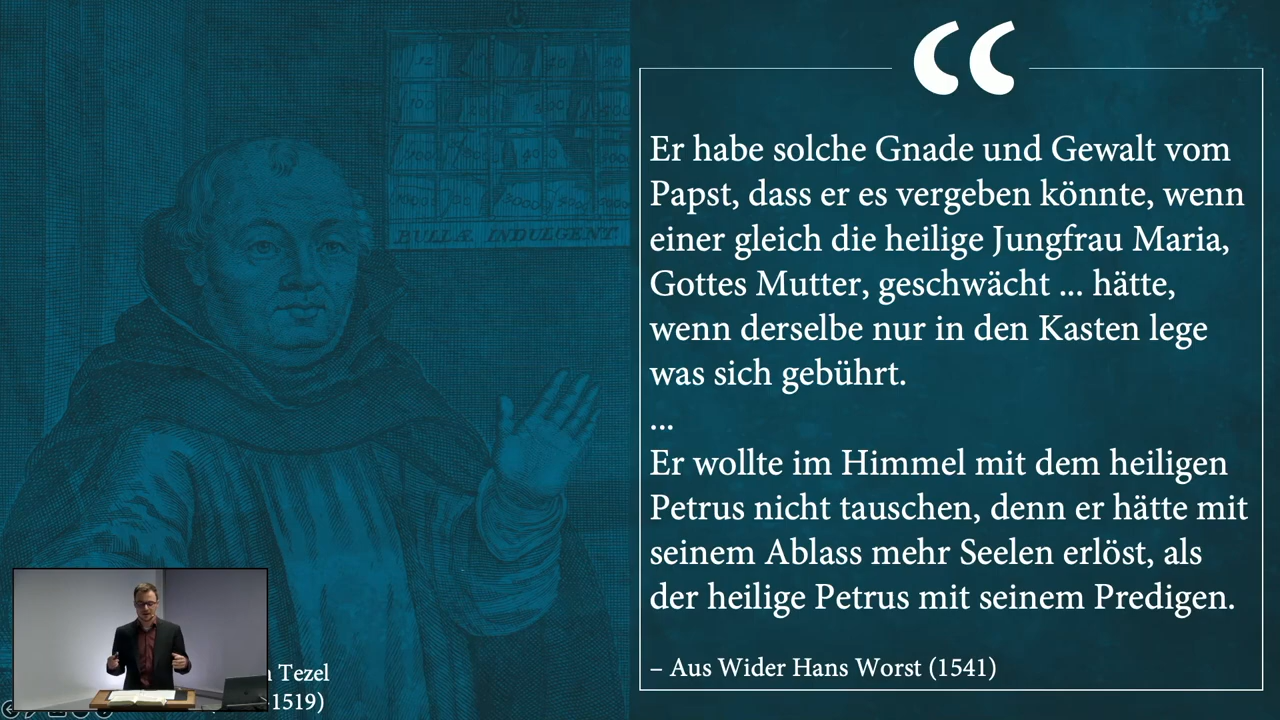 BULLÆ INDULGENT.
“
Er habe solche Gnade und Gewalt vom
Papst, dass er es vergeben könnte, wenn
einer gleich die heilige Jungfrau Maria,
Gottes Mutter, geschwächt ... hätte,
wenn derselbe nur in den Kasten lege
was sich gebührt.
...
Er wollte im Himmel mit dem heiligen
Petrus nicht tauschen, denn er hätte mit
seinem Ablass mehr Seelen erlöst, als
der heilige Petrus mit seinem Predigen.
– Aus Wider Hans Worst (1541)
Tezel
1519)